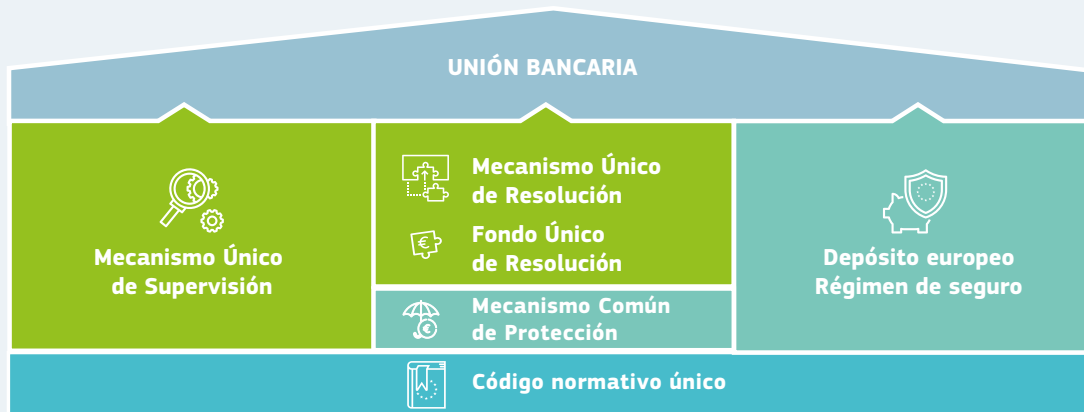 UNIÓN BANCARIA
Mecanismo Único
de Supervisión
Mecanismo Único
de Resolución
Fondo Único
de Resolución
Mecanismo Común
de Protección
Depósito europeo
Régimen de seguro
Código normativo único